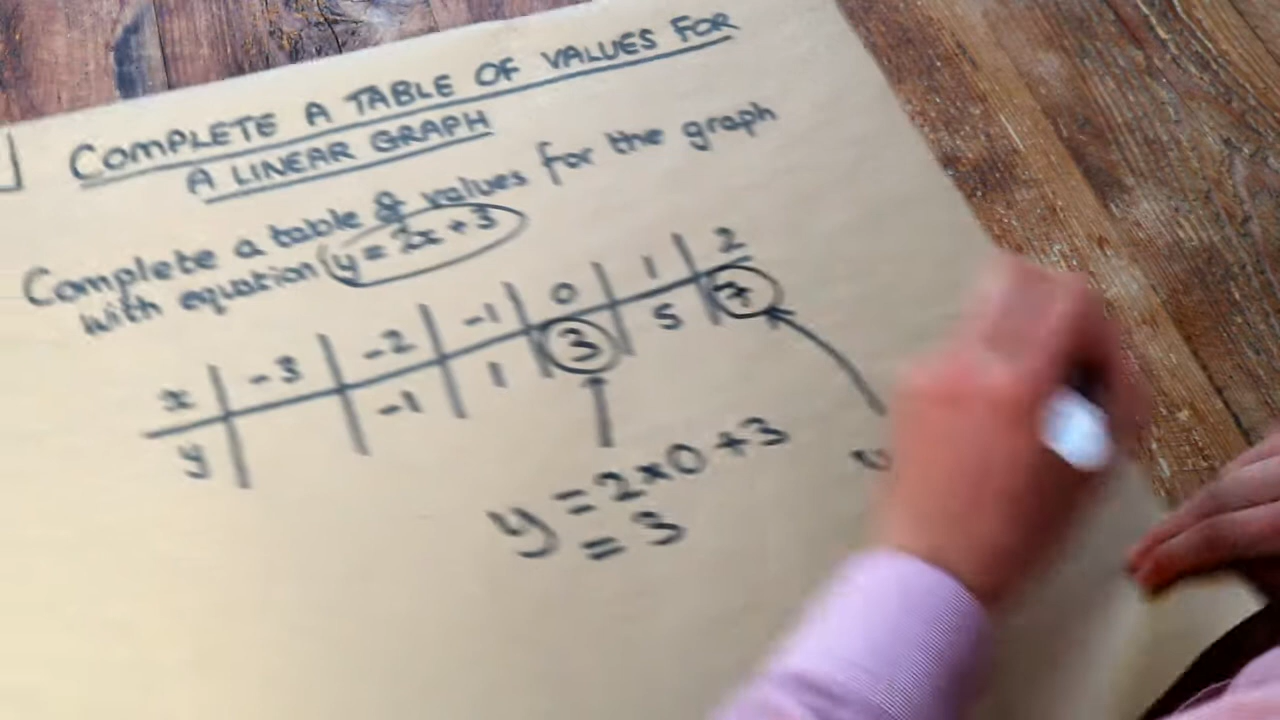 COMPLETE A TABLE OF VALUES FOR
A LINEAR GRAPH
Complete a table of values for the graph
with equation y = 2x + 3
x -3 -2 -1 0 1 2
y -1 1 3 5 7
y = 2×0+3
= 3